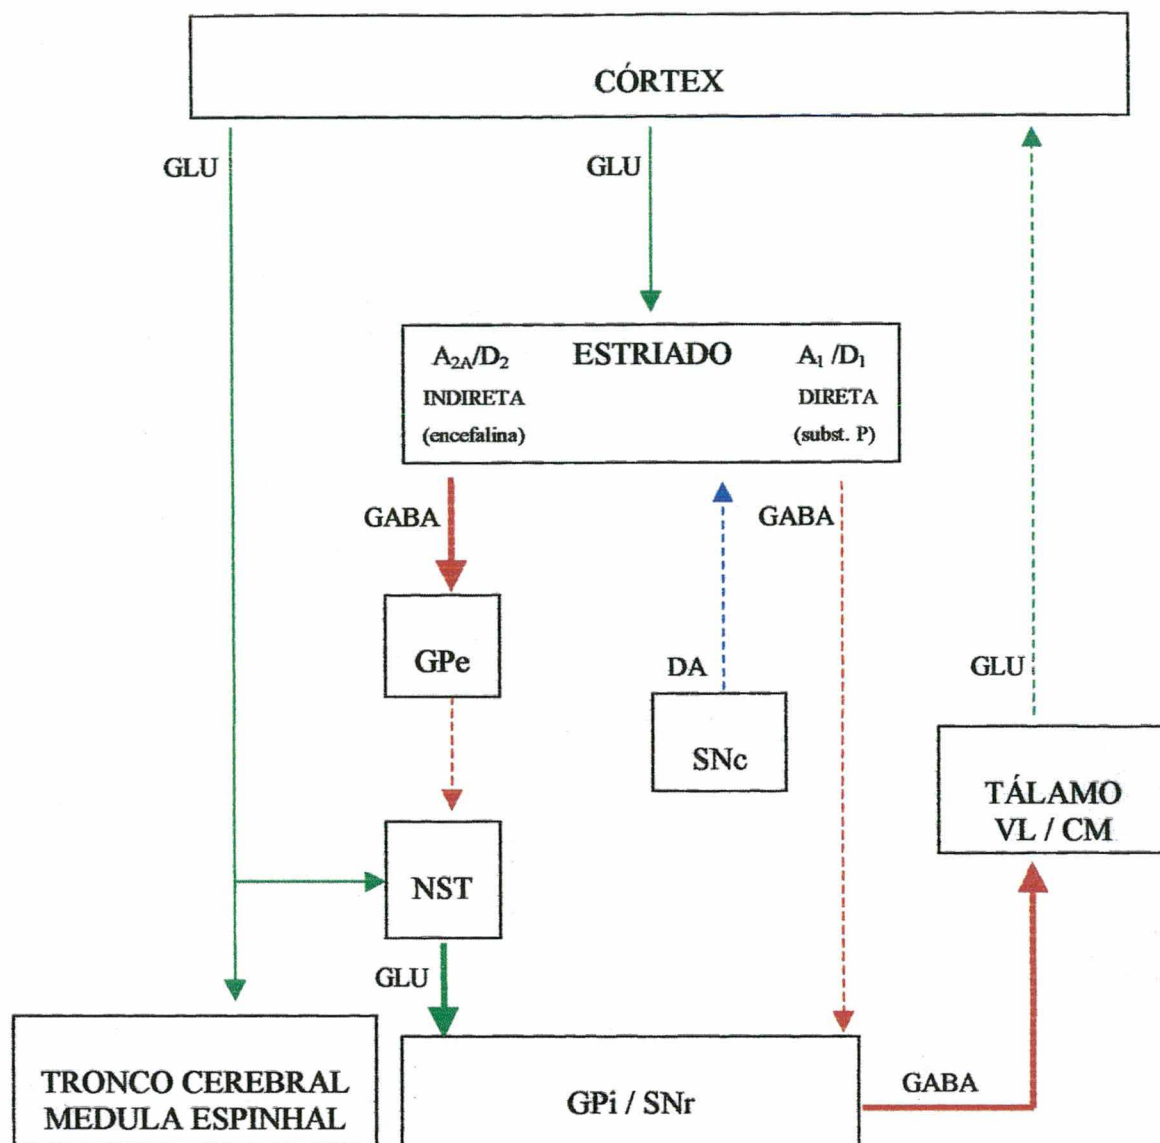 CÓRTEX
GLU
GLU
A₂A/D₂ ESTRIADO A₁ /D₁
INDIRETA DIRETA
(encefalina) (subst. P)
GABA
GABA
GPe
DA
GLU
SNc
TÁLAMO
VL / CM
NST
GLU
TRONCO CEREBRAL
MEDULA ESPINHAL
GPi / SNr
GABA